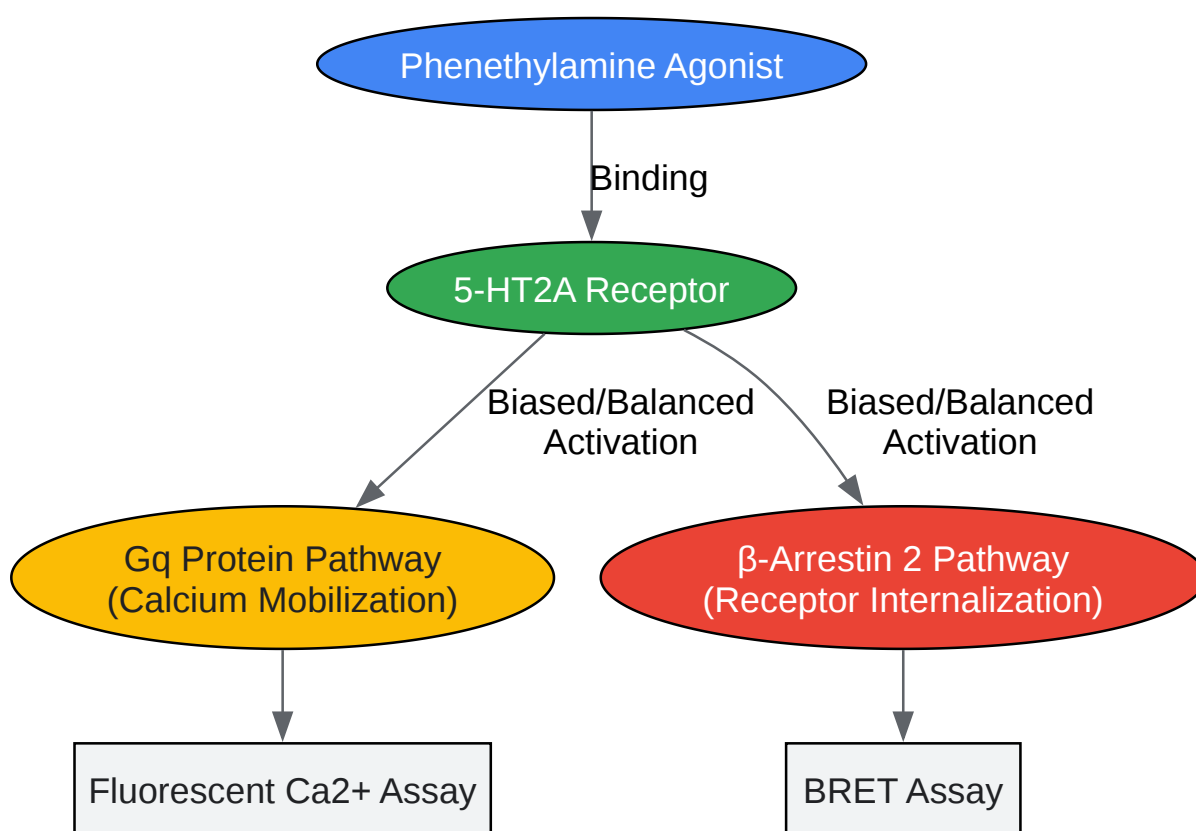 Phenethylamine Agonist
Binding
5-HT2A Receptor
Biased/Balanced
Activation
Biased/Balanced
Activation
Gq Protein Pathway
(Calcium Mobilization)
β-Arrestin 2 Pathway
(Receptor Internalization)
Fluorescent Ca2+ Assay
BRET Assay